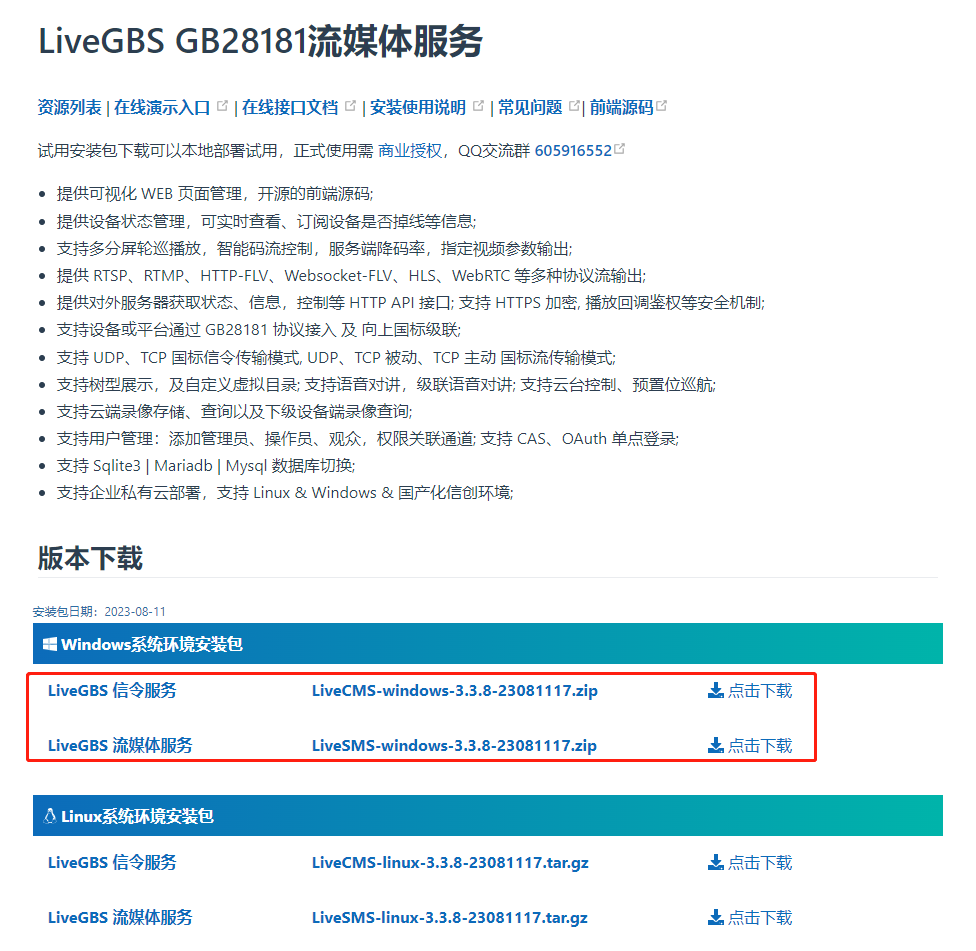 LiveGBS GB28181流媒体服务
资源列表 | 在线演示入口 | 在线接口文档 | 安装使用说明 | 常见问题 | 前端源码
试用安装包下载可以本地部署试用，正式使用需 商业授权，QQ交流群 605916552
• 提供可视化 WEB 页面管理，开源的前端源码;
• 提供设备状态管理，可实时查看、订阅设备是否掉线等信息;
• 支持多分屏轮巡播放，智能码流控制，服务端降码率，指定视频参数输出;
• 提供 RTSP、RTMP、HTTP-FLV、Websocket-FLV、HLS、WebRTC 等多种协议流输出;
• 提供对外服务器获取状态、信息，控制等 HTTP API 接口; 支持 HTTPS 加密, 播放回调鉴权等安全机制;
• 支持设备或平台通过 GB28181 协议接入 及 向上国标级联;
• 支持 UDP、TCP 国标信令传输模式, UDP、TCP 被动、TCP 主动 国标流传输模式;
• 支持树型展示，及自定义虚拟目录; 支持语音对讲，级联语音对讲; 支持云台控制、预置位巡航;
• 支持云端录像存储、查询以及下级设备端录像查询;
• 支持用户管理：添加管理员、操作员、观众，权限关联通道; 支持 CAS、OAuth 单点登录;
• 支持 Sqlite3 | Mariadb | Mysql 数据库切换;
• 支持企业私有云部署，支持 Linux & Windows & 国产化信创环境;
版本下载
安装包日期：2023-08-11
Windows系统环境安装包
LiveGBS 信令服务 LiveCMS-windows-3.3.8-23081117.zip 点击下载
LiveGBS 流媒体服务 LiveSMS-windows-3.3.8-23081117.zip 点击下载
Linux系统环境安装包
LiveGBS 信令服务 LiveCMS-linux-3.3.8-23081117.tar.gz 点击下载
LiveGBS 流媒体服务 LiveSMS-linux-3.3.8-23081117.tar.gz 点击下载